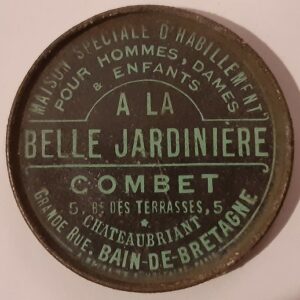 MAISON SPÉCIALE D'HABILLEMENT
POUR HOMMES, DAMES
& ENFANTS
A LA
BELLE JARDINIÈRE
COMBET
5. Bd DES TERRASSES, 5
CHATEAUBRIANT
GRANDE RUE. BAIN-DE-BRETAGNE